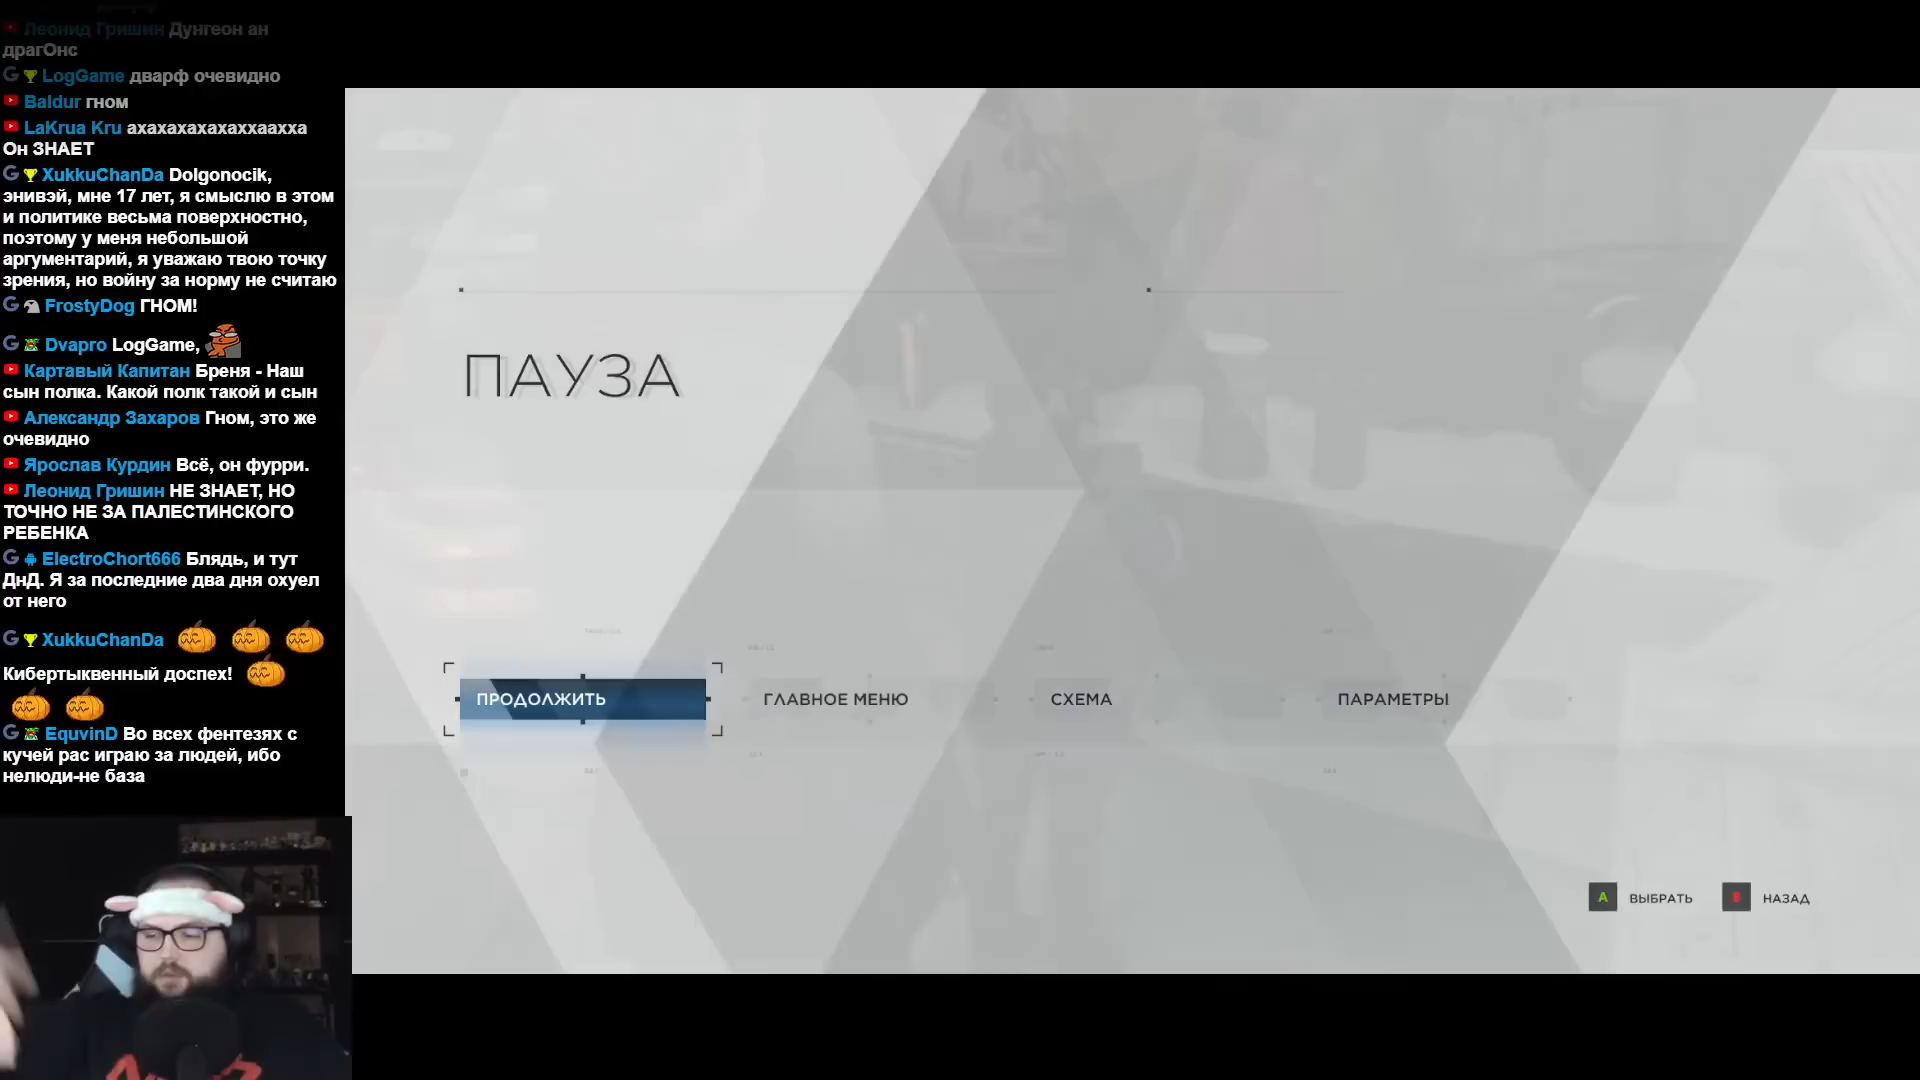 Леонид Гришин Дунгеон ан
драгОнс
LogGame дварф очевидно
Baldur гном
LaKrua Kru ахахахахахаххаахха
Он ЗНАЕТ
XukkuChanDa Dolgonocik,
энивэй, мне 17 лет, я смыслю в этом
и политике весьма поверхностно,
поэтому у меня небольшой
аргументарий, я уважаю твою точку
зрения, но войну за норму не считаю
FrostyDog ГНОМ!
Dvapro LogGame,
Картавый Капитан Бреня - Наш
сын полка. Какой полк такой и сын
Александр Захаров Гном, это же
очевидно
Ярослав Курдин Всё, он фурри.
Леонид Гришин НЕ ЗНАЕТ, НО
ТОЧНО НЕ ЗА ПАЛЕСТИНСКОГО
РЕБЕНКА
ElectroChort666 Блядь, и тут
ДнД. Я за последние два дня охуел
от него
XukkuChanDa
Кибертыквенный доспех!
EquvinD Во всех фентезях с
кучей рас играю за людей, ибо
нелюди-не база
ПАУЗА
ПРОДОЛЖИТЬ
ГЛАВНОЕ МЕНЮ
СХЕМА
ПАРАМЕТРЫ
A ВЫБРАТЬ
B НАЗАД